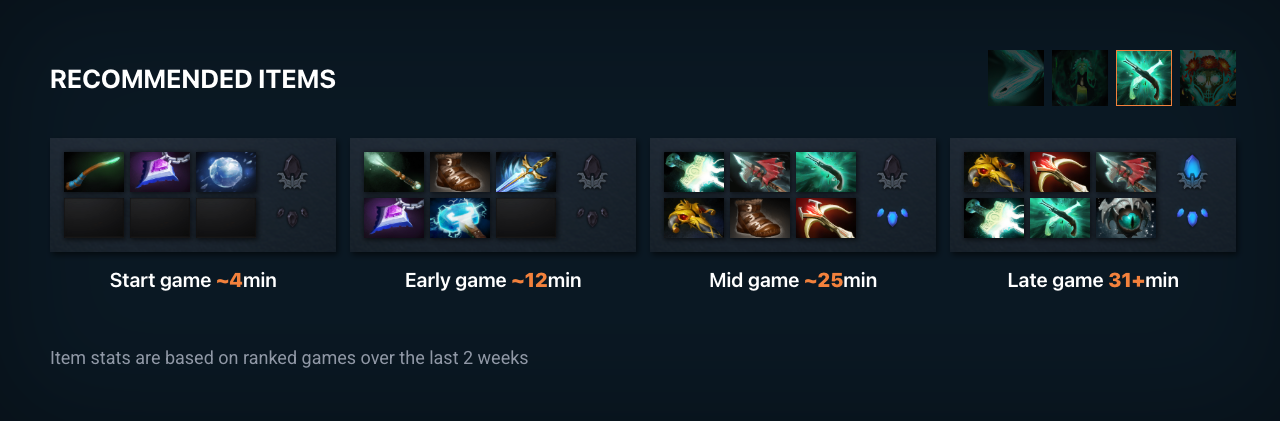 RECOMMENDED ITEMS
Start game ~4min
Early game ~12min
Mid game ~25min
Late game 31+min
Item stats are based on ranked games over the last 2 weeks